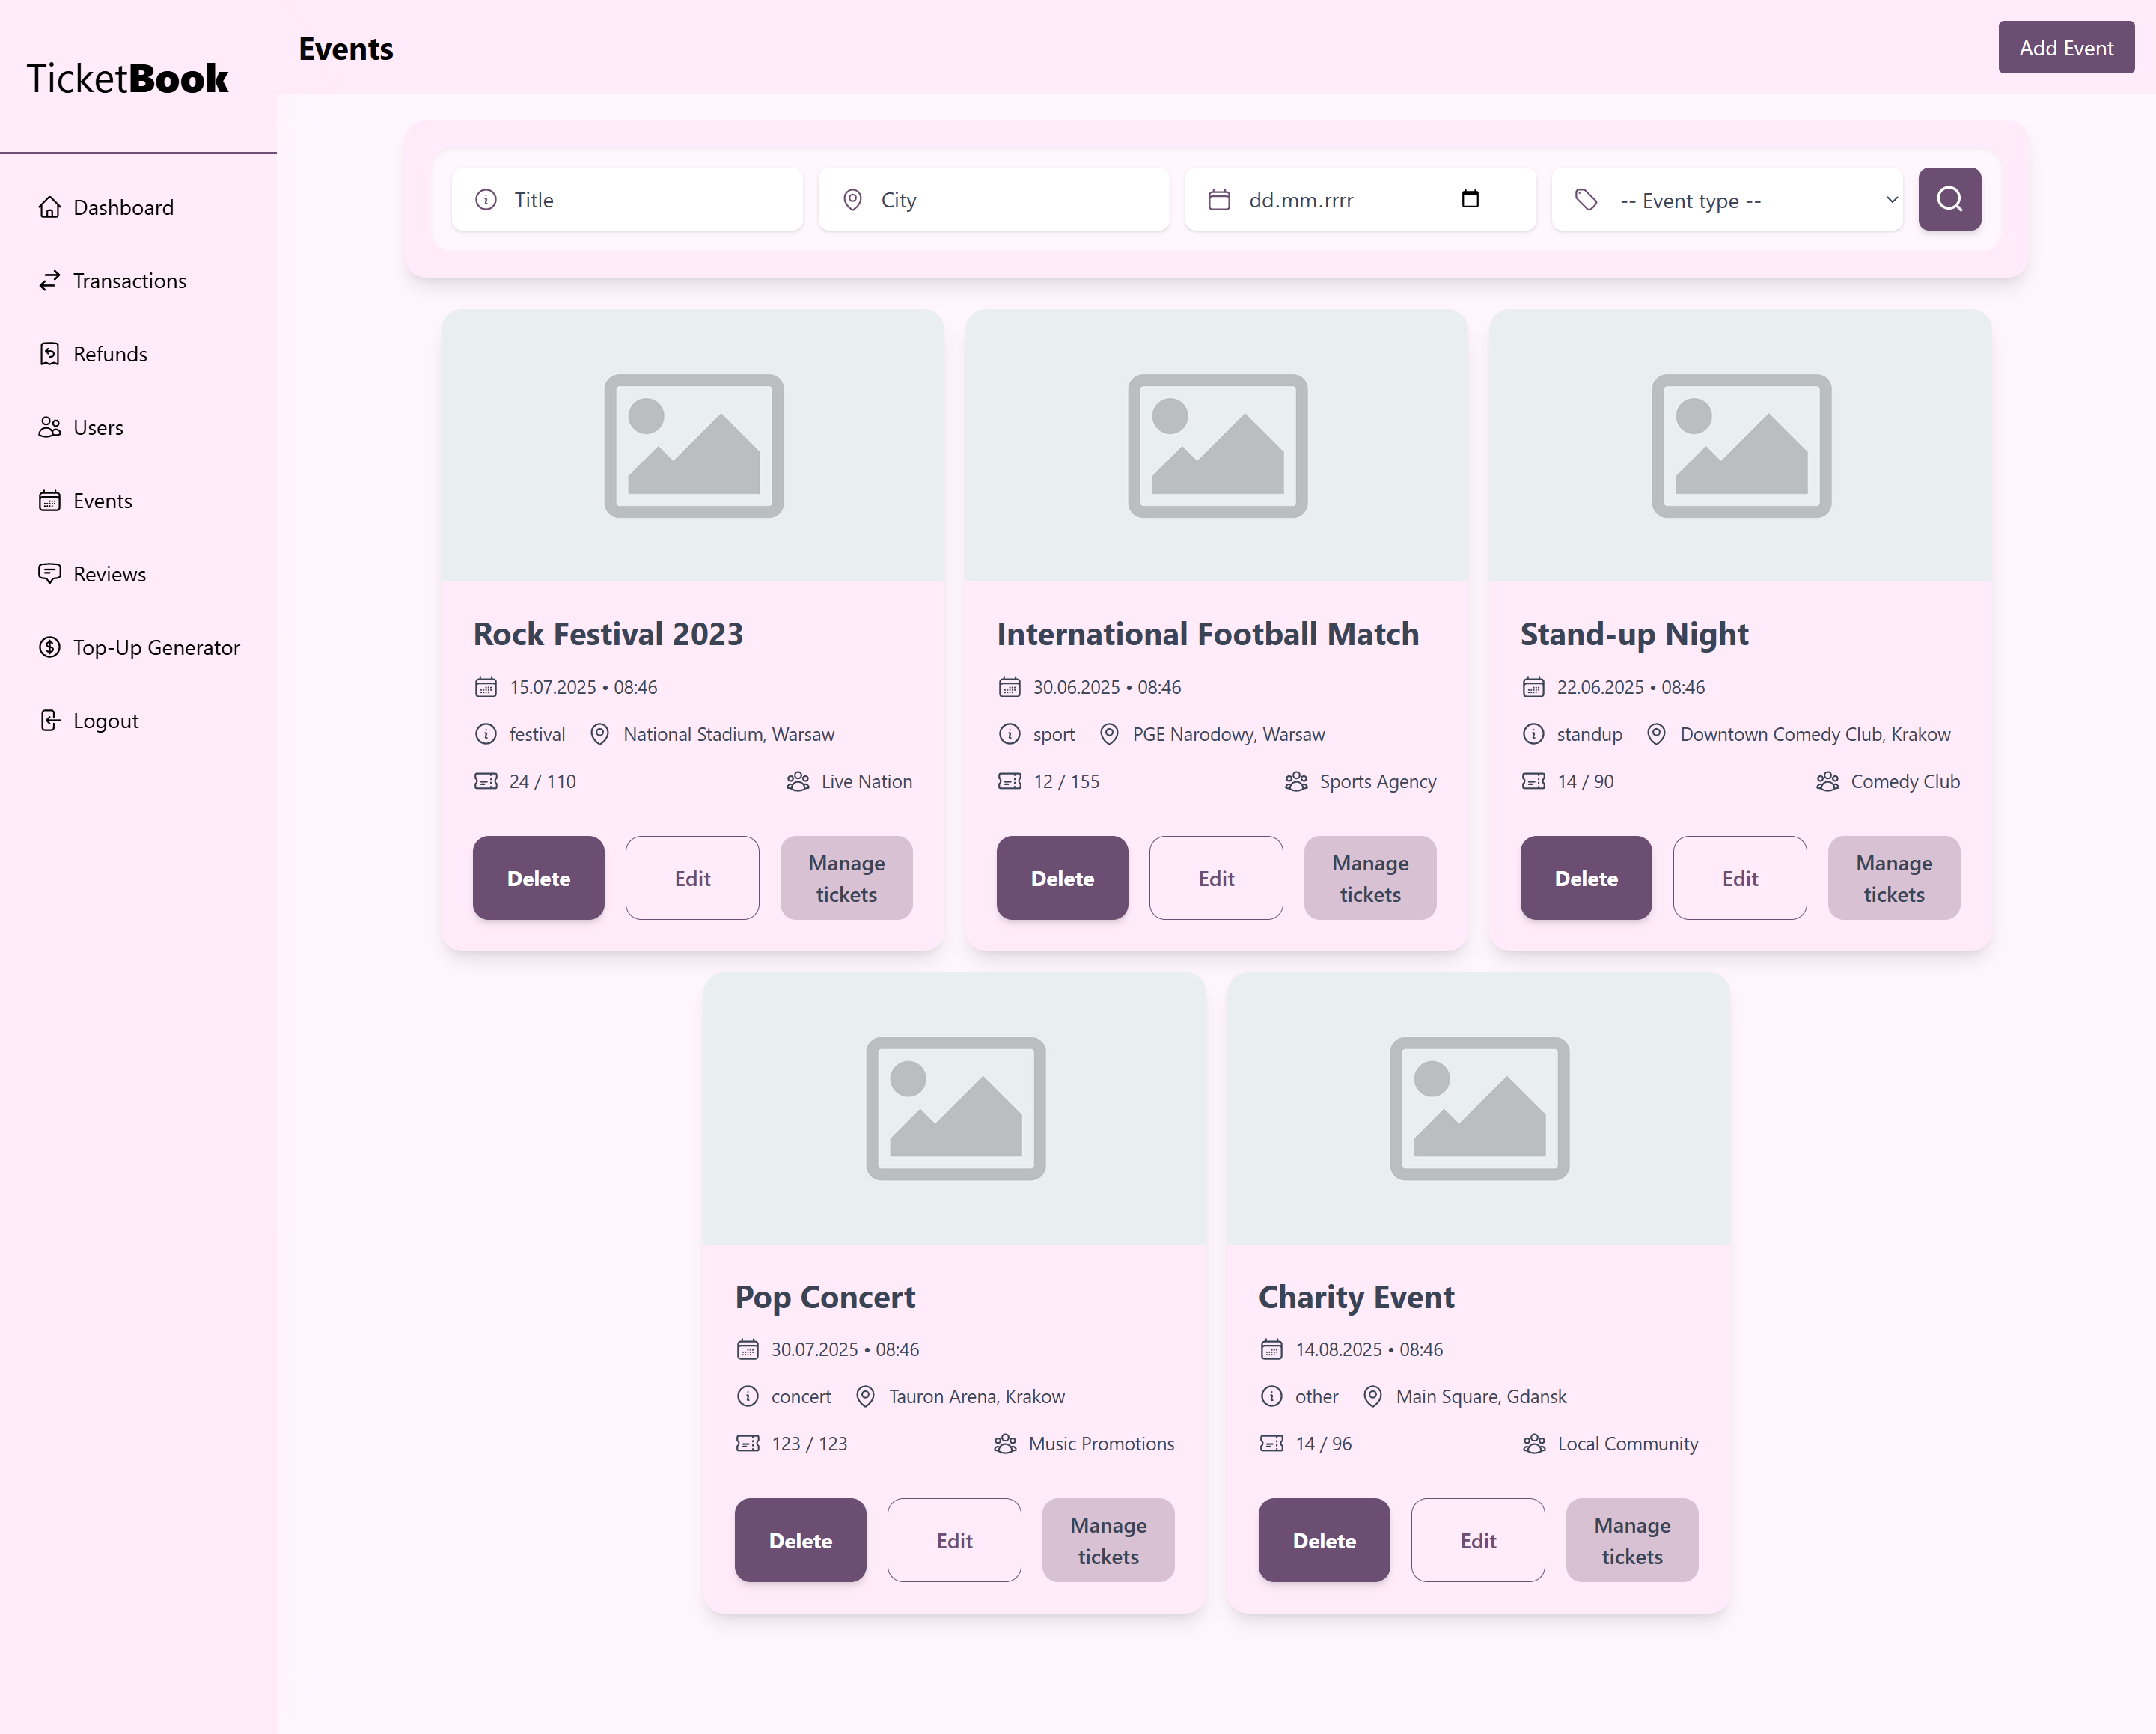 TicketBook
Dashboard
Transactions
Refunds
Users
Events
Reviews
Top-Up Generator
Logout
Events
Add Event
Title
City
dd.mm.rrrr
-- Event type --
Rock Festival 2023
15.07.2025 • 08:46
festival National Stadium, Warsaw
24 / 110 Live Nation
Delete
Edit
Manage
tickets
International Football Match
30.06.2025 • 08:46
sport PGE Narodowy, Warsaw
12 / 155 Sports Agency
Delete
Edit
Manage
tickets
Stand-up Night
22.06.2025 • 08:46
standup Downtown Comedy Club, Krakow
14 / 90 Comedy Club
Delete
Edit
Manage
tickets
Pop Concert
30.07.2025 • 08:46
concert Tauron Arena, Krakow
123 / 123 Music Promotions
Delete
Edit
Manage
tickets
Charity Event
14.08.2025 • 08:46
other Main Square, Gdansk
14 / 96 Local Community
Delete
Edit
Manage
tickets